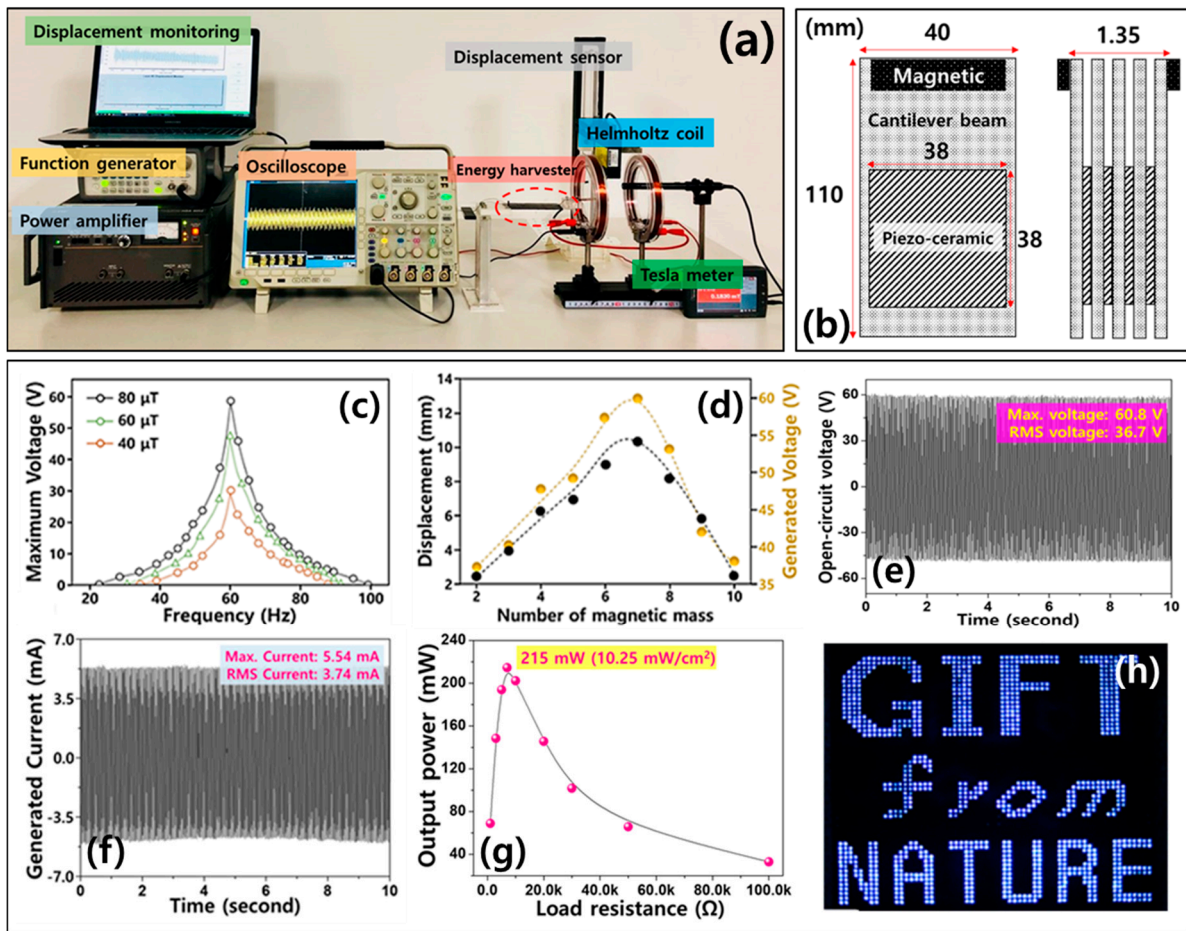 Displacement monitoring
(a)
Displacement sensor
Helmholtz coil
Function generator
Oscilloscope
Energy harvester
Power amplifier
Tesla meter
(mm)
40
1.35
Magnetic
Cantilever beam
38
110
Piezo-ceramic
38
(b)
Maximum Voltage (V)
60
50
40
30
20
10
0
80 μT
60 μT
40 μT
(c)
20
40
60
80
100
Frequency (Hz)
Displacement (mm)
14
12
10
8
6
4
2
(d)
60
55
50
45
40
35
Generated Voltage (V)
2
4
6
8
10
Number of magnetic mass
Open-circuit voltage (V)
60
30
0
-30
-60
Max. voltage: 60.8 V
RMS voltage: 36.7 V
(e)
0
2
4
6
8
10
Time (second)
Generated Current (mA)
7.0
3.5
0.0
-3.5
-7.0
Max. Current: 5.54 mA
RMS Current: 3.74 mA
(f)
0
2
4
6
8
10
Time (second)
Output power (mW)
240
200
160
120
80
40
215 mW (10.25 mW/cm²)
(g)
0.0
20.0k
40.0k
60.0k
80.0k
100.0k
Load resistance (Ω)
(h)
GIFT
from
NATURE